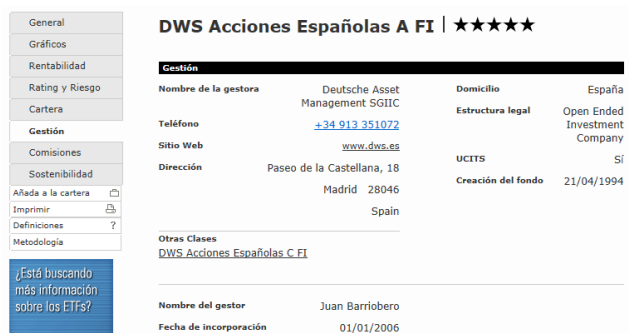 General
Gráficos
Rentabilidad
Rating y Riesgo
Cartera
Gestión
Comisiones
Sostenibilidad
Añada a la cartera
Imprimir
Definiciones ?
Metodología
¿Está buscando
más información
sobre los ETFs?
DWS Acciones Españolas A FI | ★★★★★
Gestión
Nombre de la gestora Deutsche Asset
Management SGIIC
Teléfono +34 913 351072
Sitio Web www.dws.es
Dirección Paseo de la Castellana, 18
Madrid 28046
Spain
Otras Clases
DWS Acciones Españolas C FI
Domicilio España
Estructura legal Open Ended
Investment
Company
UCITS Sí
Creación del fondo 21/04/1994
Nombre del gestor Juan Barriobero
Fecha de incorporación 01/01/2006